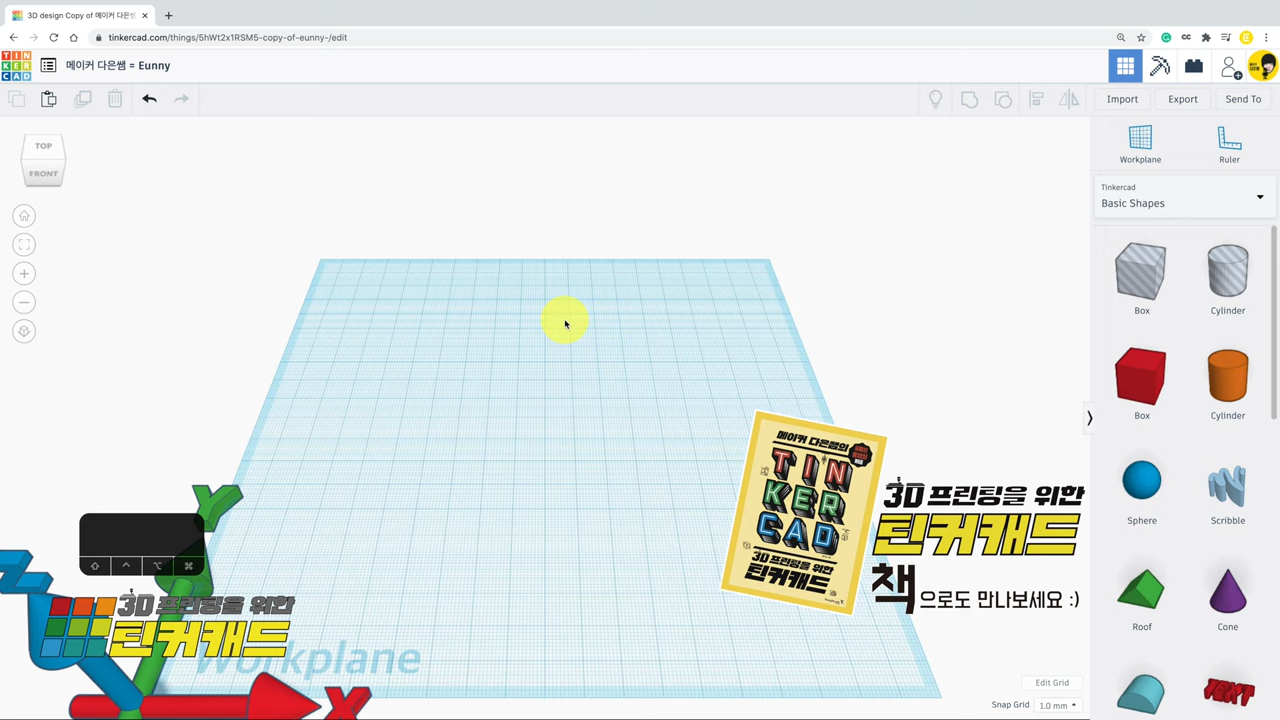 3D design Copy of 메이커 다은쌤
tinkercad.com/things/5hWt2x1RSM5-copy-of-eunny-/edit
TIN
KER
CAD
메이커 다은쌤 = Eunny
Import
Export
Send To
TOP
FRONT
Workplane
Ruler
Tinkercad
Basic Shapes
Box
Cylinder
Box
Cylinder
Sphere
Scribble
Roof
Cone
TEXT
메이커 다은쌤의
TIN
KER
CAD
3D 프린팅을 위한
틴커캐드
3D 프린팅을 위한
틴커캐드
책으로도 만나보세요 :)
Y
Z
X
3D 프린팅을 위한
틴커캐드
Workplane
Edit Grid
Snap Grid
1.0 mm